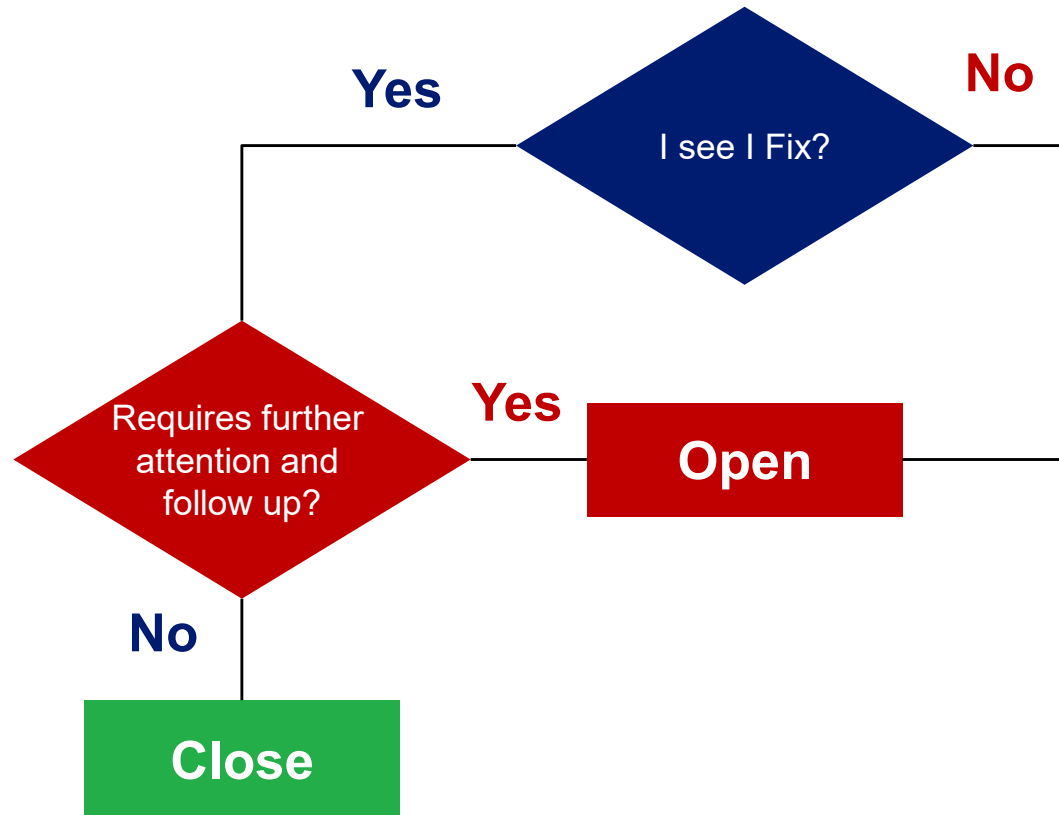 Yes
No
I see I Fix?
Requires further
attention and
follow up?
Yes
Open
No
Close